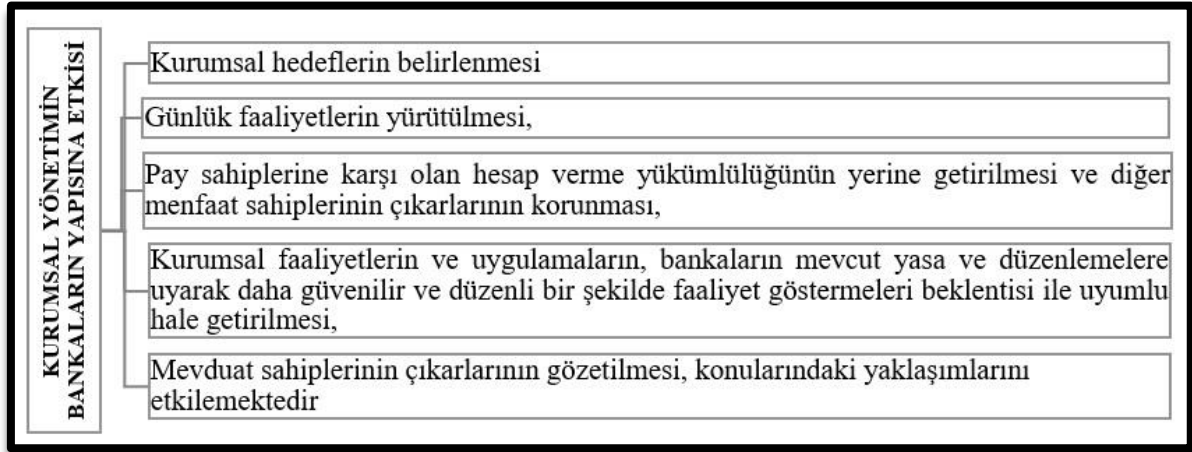 KURUMSAL YÖNETİMİN
BANKALARIN YAPISINA ETKİSİ
Kurumsal hedeflerin belirlenmesi
Günlük faaliyetlerin yürütülmesi,
Pay sahiplerine karşı olan hesap verme yükümlülüğünün yerine getirilmesi ve diğer
menfaat sahiplerinin çıkarlarının korunması,
Kurumsal faaliyetlerin ve uygulamaların, bankaların mevcut yasa ve düzenlemelere
uyarak daha güvenilir ve düzenli bir şekilde faaliyet göstermeleri beklentisi ile uyumlu
hale getirilmesi,
Mevduat sahiplerinin çıkarlarının gözetilmesi, konularındaki yaklaşımlarını
etkilemektedir